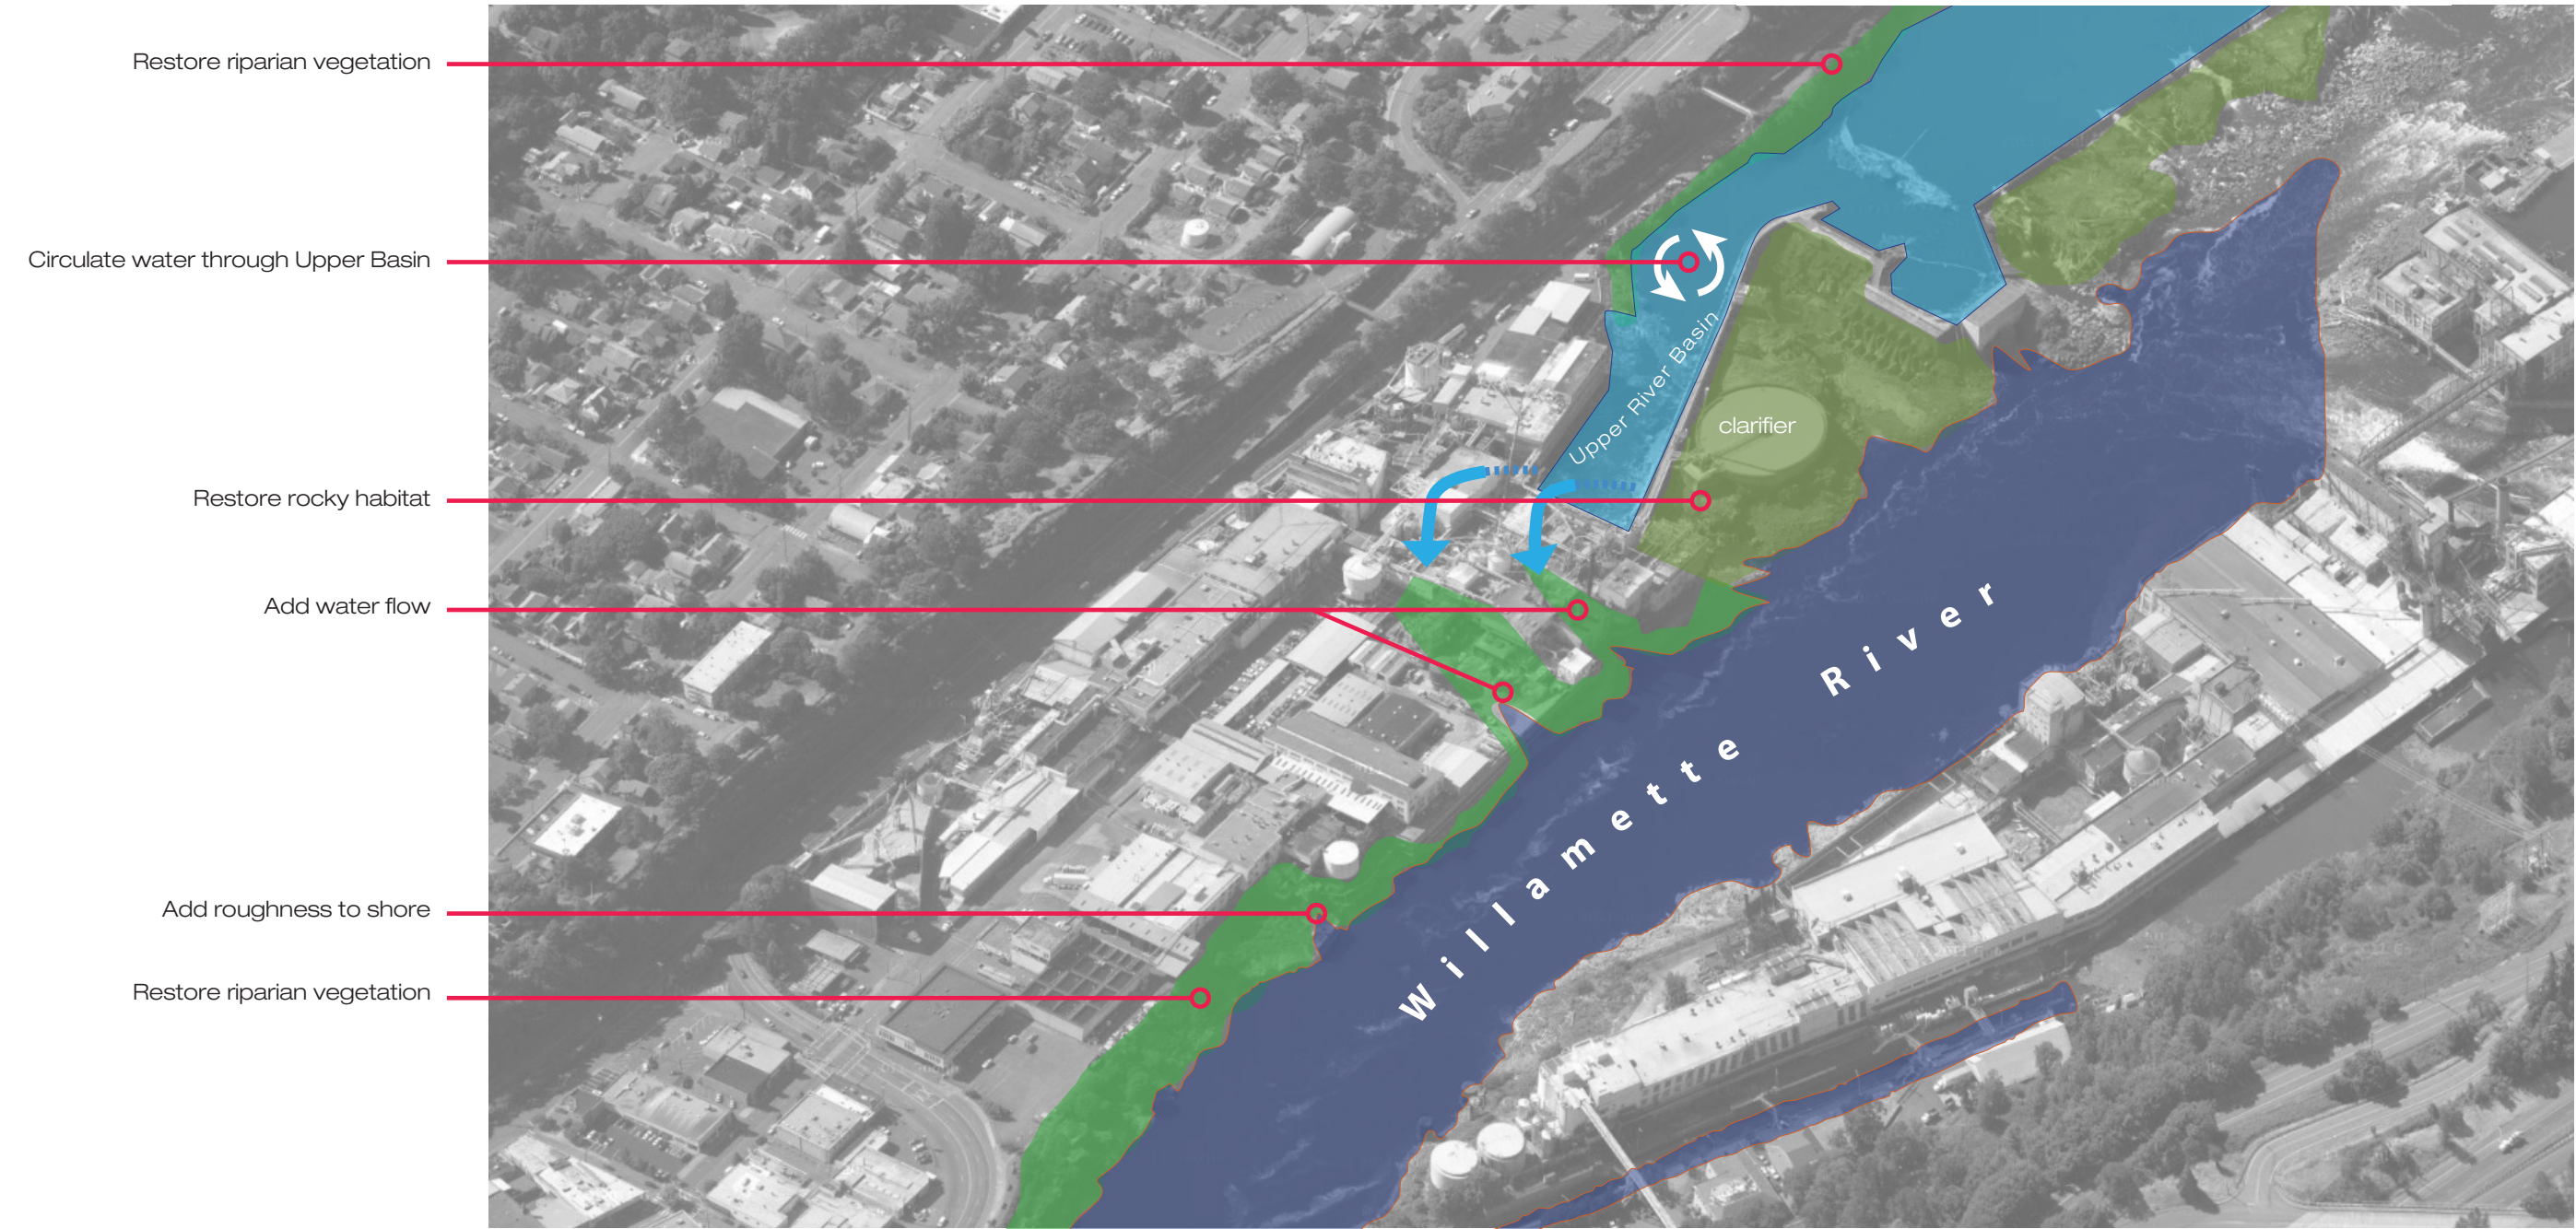 Restore riparian vegetation
Circulate water through Upper Basin
Upper River Basin
clarifier
Restore rocky habitat
Add water flow
Willamette River
Add roughness to shore
Restore riparian vegetation